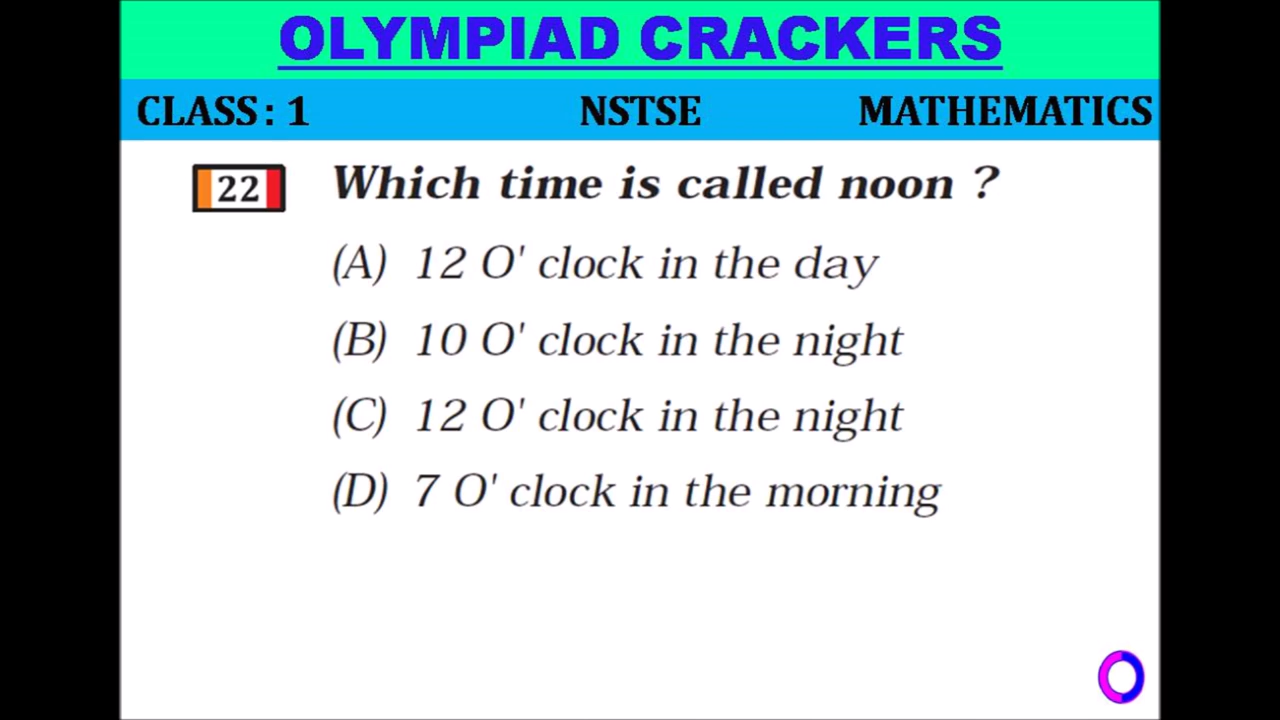 OLYMPIAD CRACKERS
CLASS : 1 NSTSE MATHEMATICS
22 Which time is called noon ?
(A) 12 O' clock in the day
(B) 10 O' clock in the night
(C) 12 O' clock in the night
(D) 7 O' clock in the morning